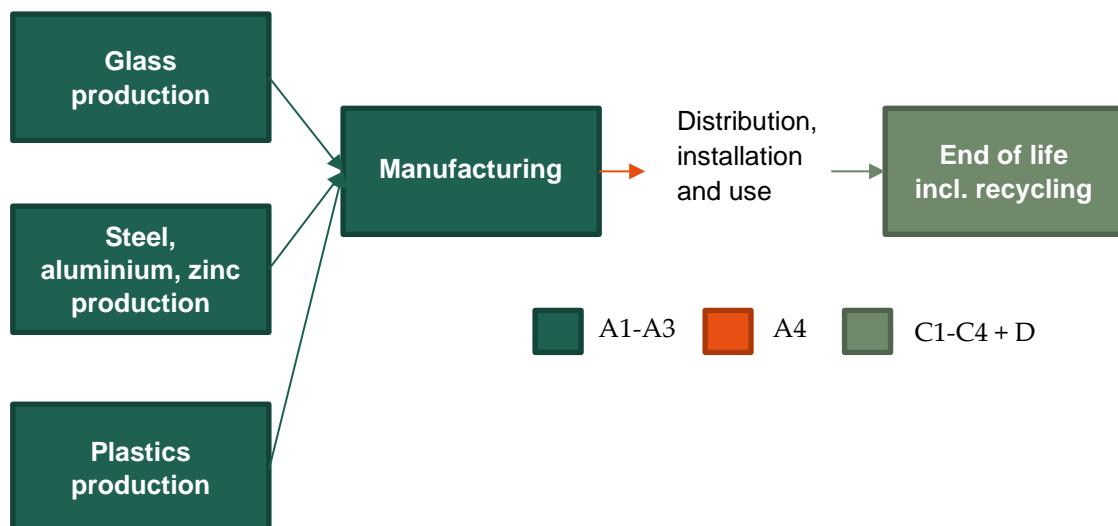 Glass
production
Steel,
aluminium, zinc
production
Plastics
production
Manufacturing
Distribution,
installation
and use
End of life
incl. recycling
A1-A3
A4
C1-C4 + D